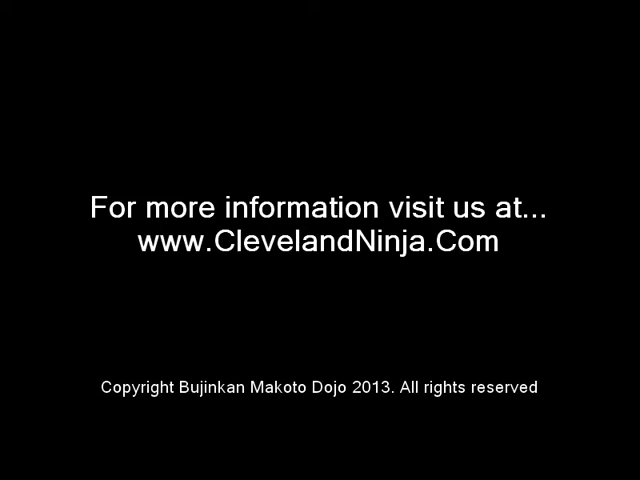 For more information visit us at...
www.ClevelandNinja.Com
Copyright Bujinkan Makoto Dojo 2013. All rights reserved